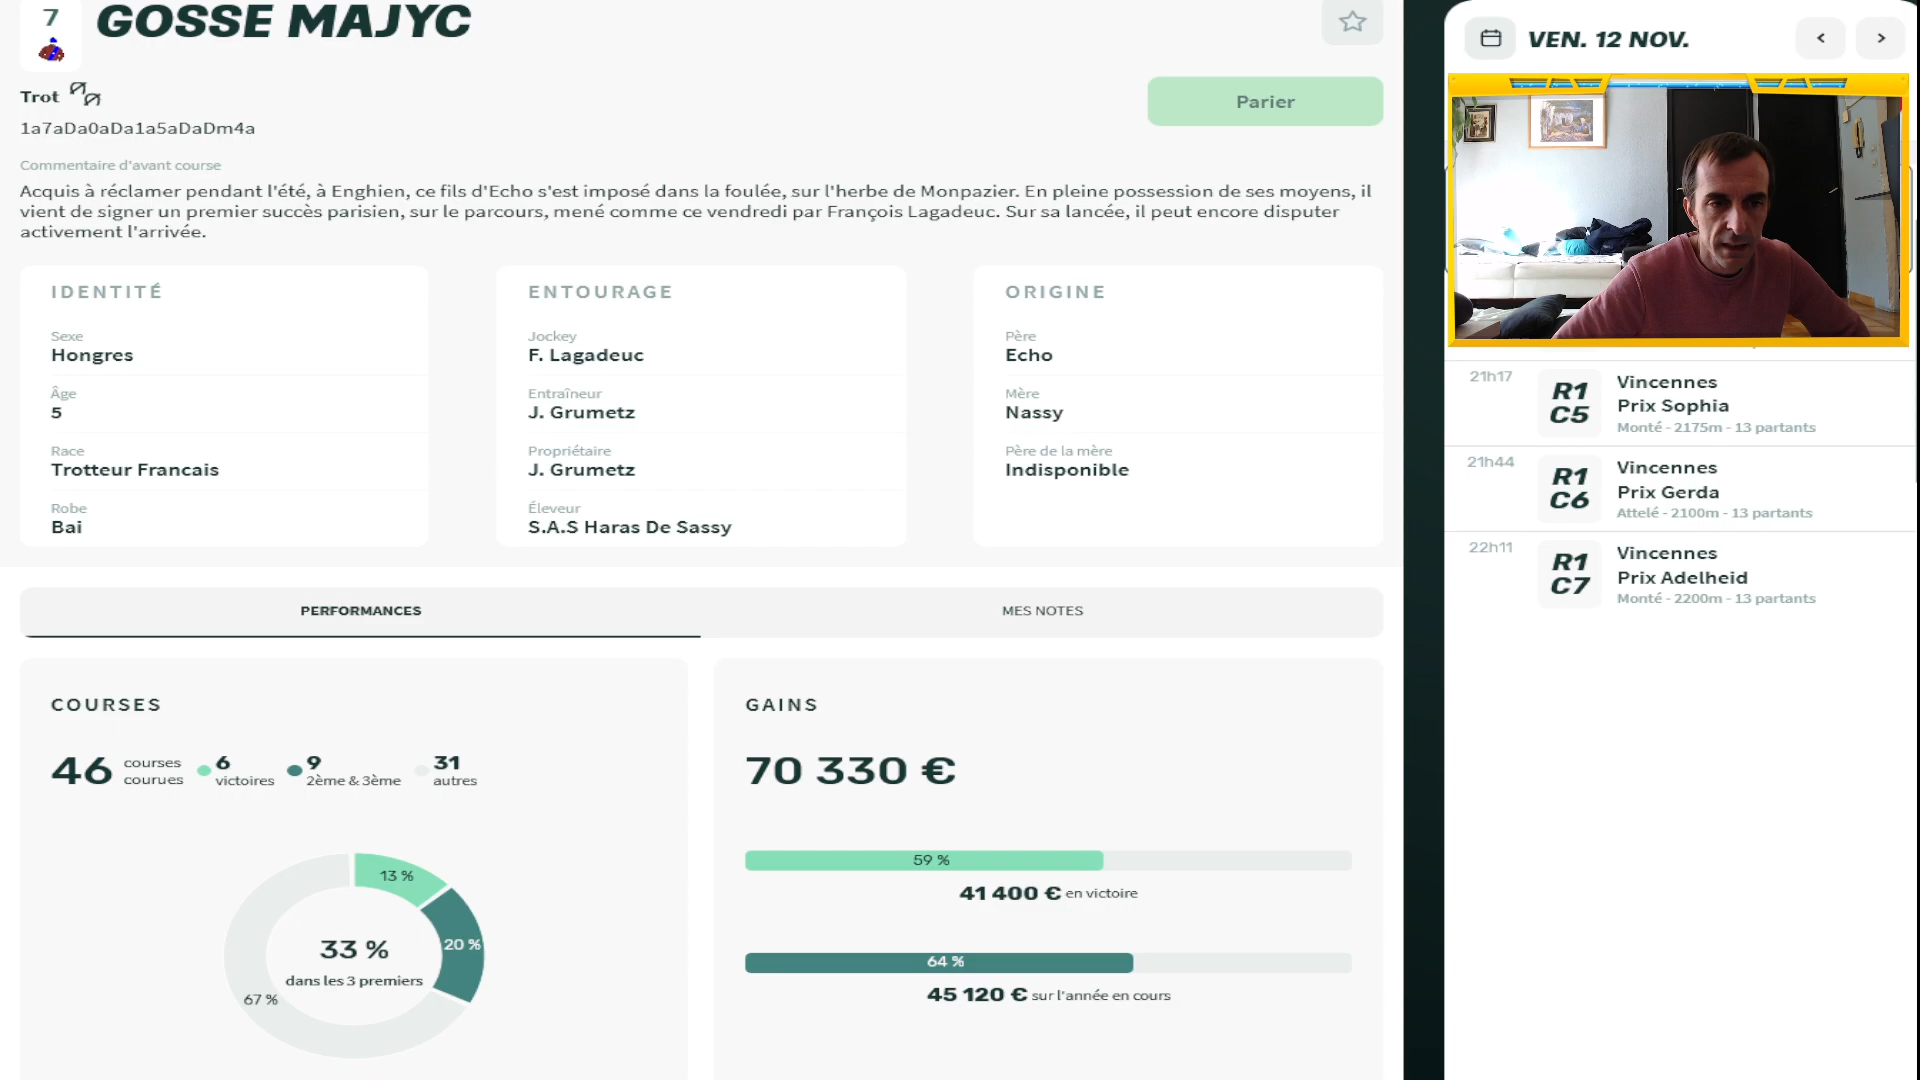 7
GOSSE MAJYC
Trot
1a7aDa0aDa1a5aDaDm4a
Parier
Commentaire d'avant course
Acquis à réclamer pendant l'été, à Enghien, ce fils d'Echo s'est imposé dans la foulée, sur l'herbe de Monpazier. En pleine possession de ses moyens, il
vient de signer un premier succès parisien, sur le parcours, mené comme ce vendredi par François Lagadeuc. Sur sa lancée, il peut encore disputer
activement l'arrivée.
IDENTITÉ
Sexe
Hongres
Âge
5
Race
Trotteur Francais
Robe
Bai
ENTOURAGE
Jockey
F. Lagadeuc
Entraîneur
J. Grumetz
Propriétaire
J. Grumetz
Éleveur
S.A.S Haras De Sassy
ORIGINE
Père
Echo
Mère
Nassy
Père de la mère
Indisponible
PERFORMANCES
MES NOTES
COURSES
46 courses courues
6 victoires
9 2ème & 3ème
31 autres
13 %
20 %
33 %
dans les 3 premiers
67 %
GAINS
70 330 €
59 %
41 400 € en victoire
64 %
45 120 € sur l'année en cours
VEN. 12 NOV.
<
>
21h17
R1
C5
Vincennes
Prix Sophia
Monté - 2175m - 13 partants
21h44
R1
C6
Vincennes
Prix Gerda
Attelé - 2100m - 13 partants
22h11
R1
C7
Vincennes
Prix Adelheid
Monté - 2200m - 13 partants